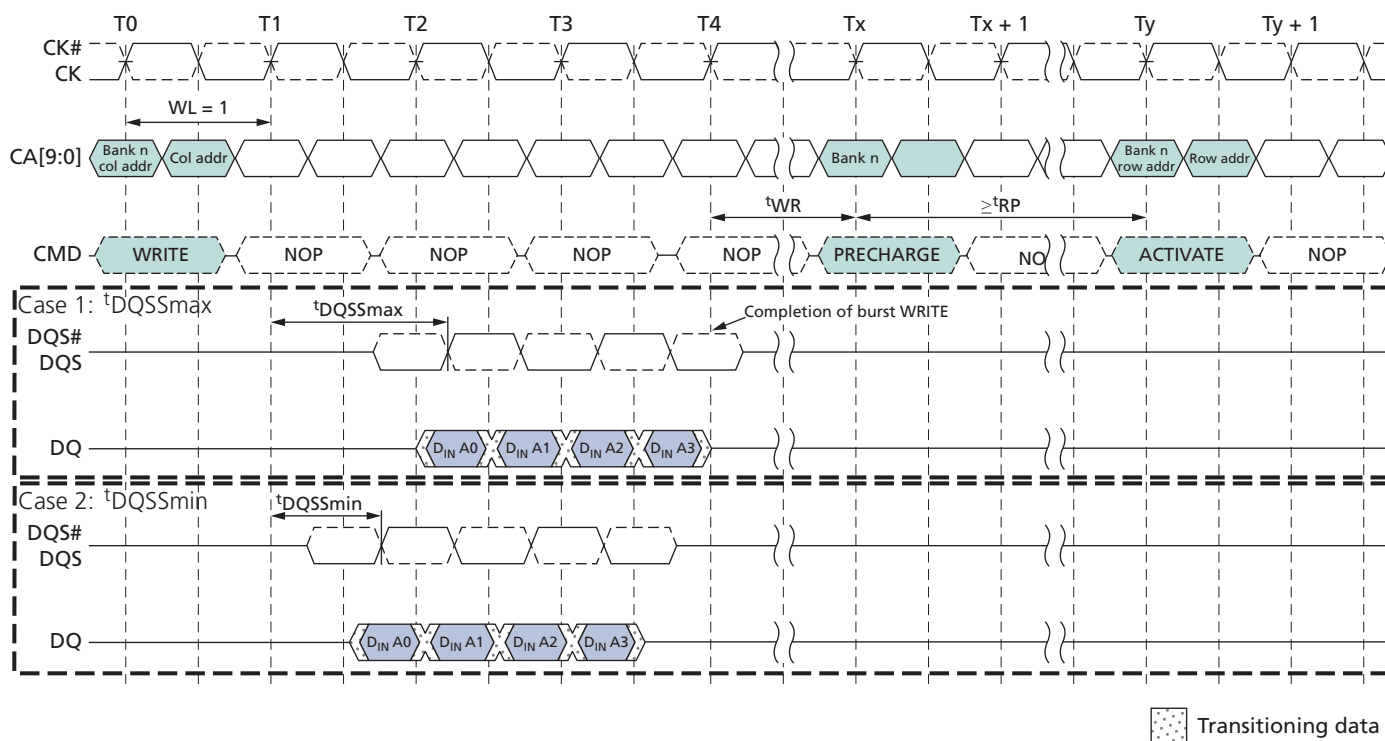 T0 T1 T2 T3 T4 Tx Tx + 1 Ty Ty + 1
CK#
CK
WL = 1
CA[9:0] Bank n col addr Col addr Bank n Bank n row addr Row addr
tWR ≥tRP
CMD WRITE NOP NOP NOP NOP PRECHARGE NO ACTIVATE NOP
Case 1: tDQSSmax
tDQSSmax Completion of burst WRITE
DQS#
DQS
DQ DIN A0 DIN A1 DIN A2 DIN A3
Case 2: tDQSSmin
tDQSSmin
DQS#
DQS
DQ DIN A0 DIN A1 DIN A2 DIN A3
Transitioning data